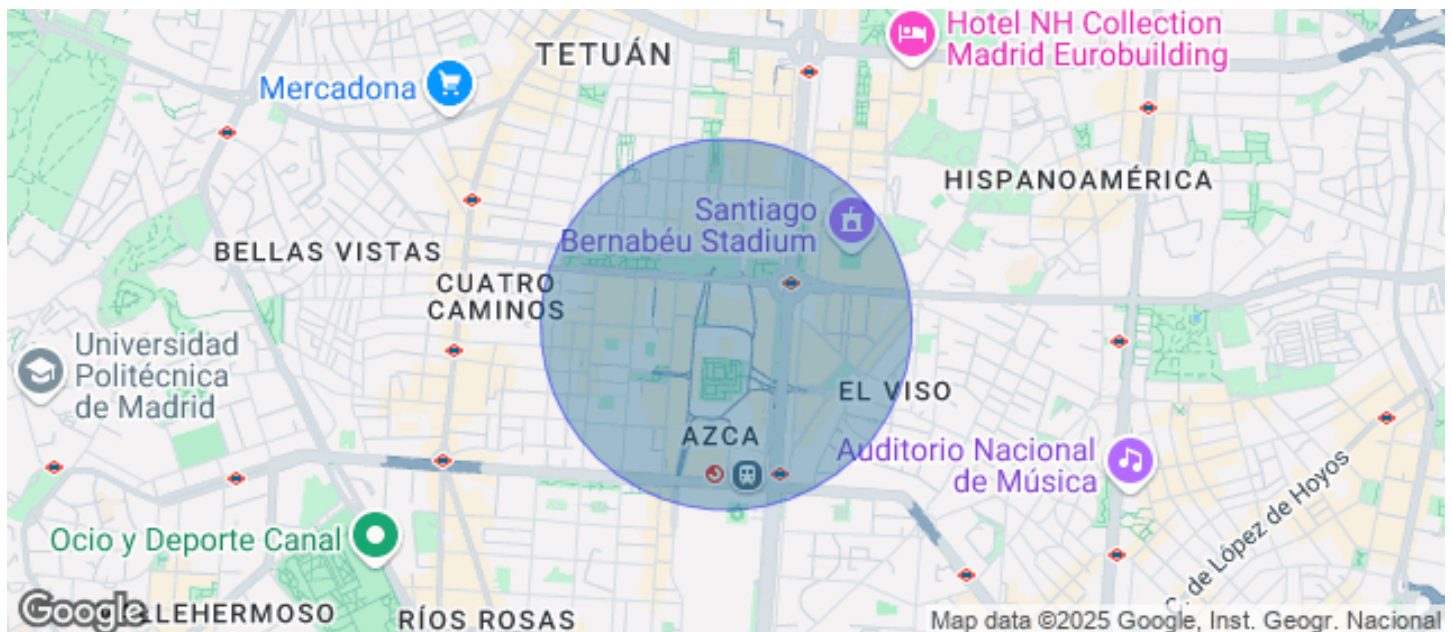 Hotel NH Collection
Madrid Eurobuilding
TETUÁN
Mercadona
HISPANOAMÉRICA
Santiago
Bernabéu Stadium
BELLAS VISTAS
CUATRO
CAMINOS
Universidad
Politécnica
de Madrid
EL VISO
AZCA
Auditorio Nacional
de Música
C. de López de Hoyos
Ocio y Deporte Canal
Google
LLEHERMOSO
RÍOS ROSAS
Map data ©2025 Google, Inst. Geogr. Nacional